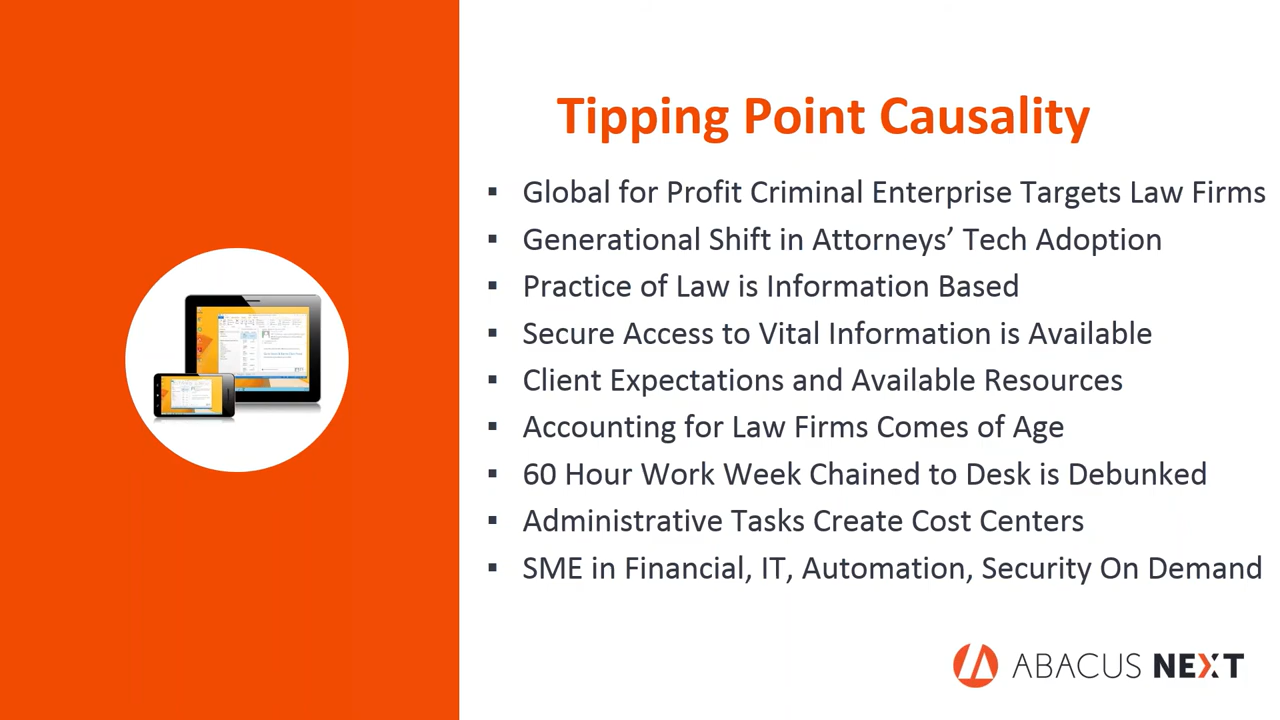 Tipping Point Causality
▪ Global for Profit Criminal Enterprise Targets Law Firms
▪ Generational Shift in Attorneys’ Tech Adoption
▪ Practice of Law is Information Based
▪ Secure Access to Vital Information is Available
▪ Client Expectations and Available Resources
▪ Accounting for Law Firms Comes of Age
▪ 60 Hour Work Week Chained to Desk is Debunked
▪ Administrative Tasks Create Cost Centers
▪ SME in Financial, IT, Automation, Security On Demand
ABACUS NEXT